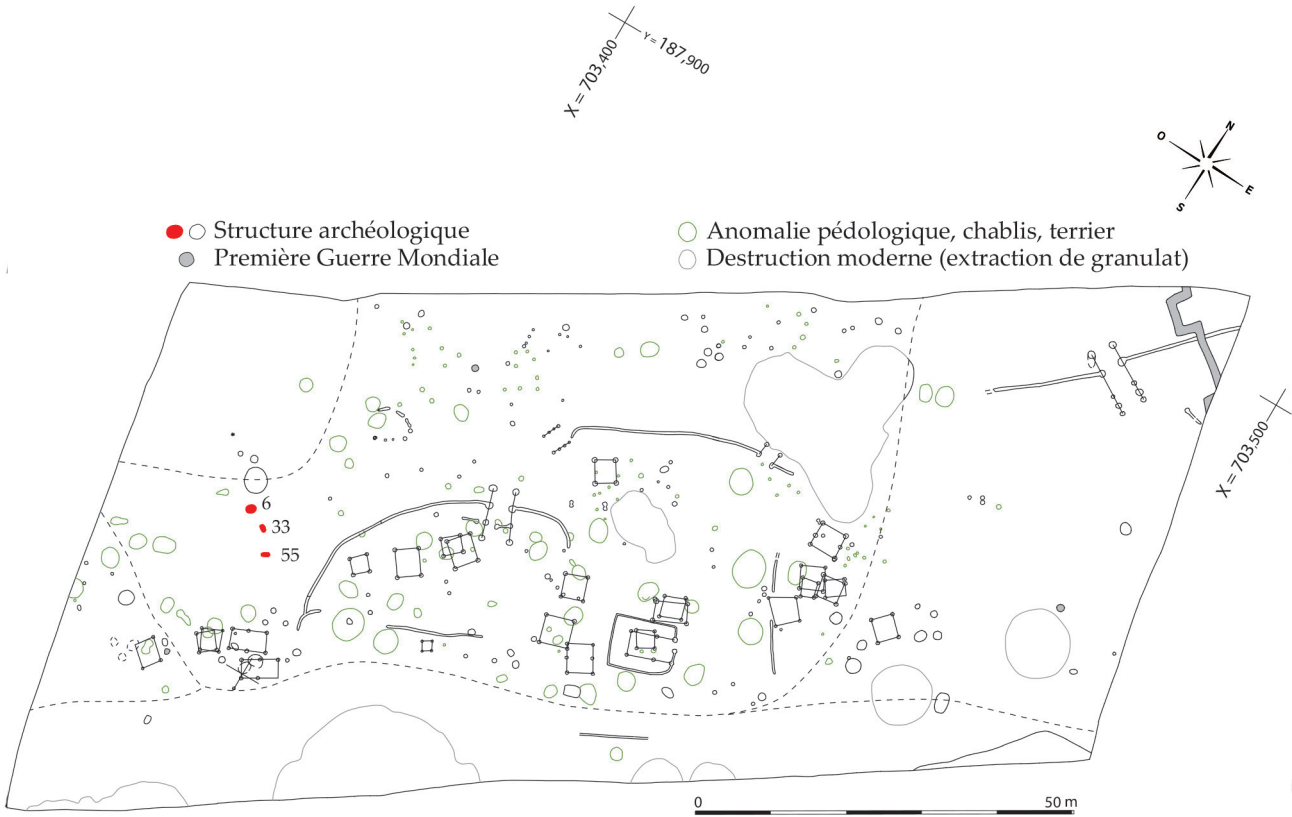 X = 703,400
Y = 187,900
N
O
E
S
Structure archéologique
Première Guerre Mondiale
Anomalie pédologique, chablis, terrier
Destruction moderne (extraction de granulat)
X = 703,500
6
33
55
0
50 m